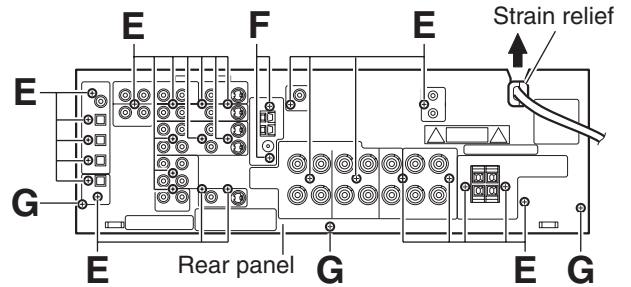 Strain relief
E F E
E
G
E Rear panel G E G